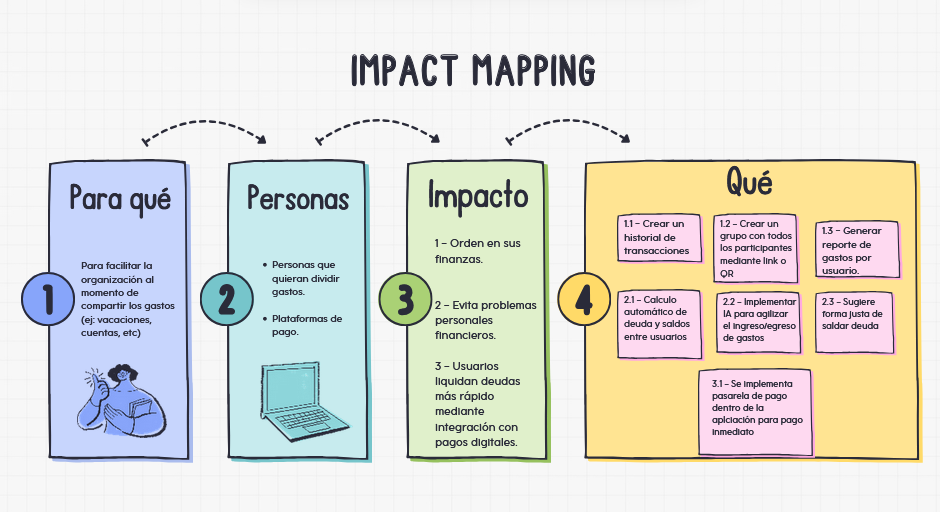 IMPACT MAPPING
Para qué
1
Para facilitar la
organización al
momento de
compartir los gastos
(ej: vacaciones,
cuentas, etc)
Personas
2
• Personas que
quieran dividir
gastos.
• Plataformas de
pago.
Impacto
3
1 – Orden en sus
finanzas.
2 – Evita problemas
personales
financieros.
3 – Usuarios
liquidan deudas
más rápido
mediante
integración con
pagos digitales.
Qué
4
1.1 – Crear un
historial de
transacciones
1.2 – Crear un
grupo con todos
los participantes
mediante link o
QR
1.3 – Generar
reporte de
gastos por
usuario.
2.1 – Calculo
automático de
deuda y saldos
entre usuarios
2.2 – Implementar
IA para agilizar
el ingreso/egreso
de gastos
2.3 – Sugiere
forma justa de
saldar deuda
3.1 – Se implementa
pasarela de pago
dentro de la
aplciación para pago
inmediato